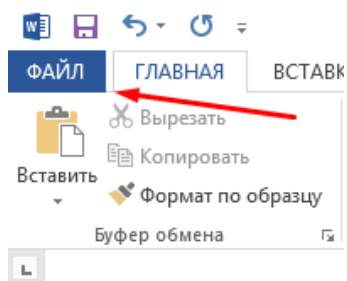 ФАЙЛ ГЛАВНАЯ ВСТАВК
Вырезать
Копировать
Вставить
Формат по образцу
Буфер обмена